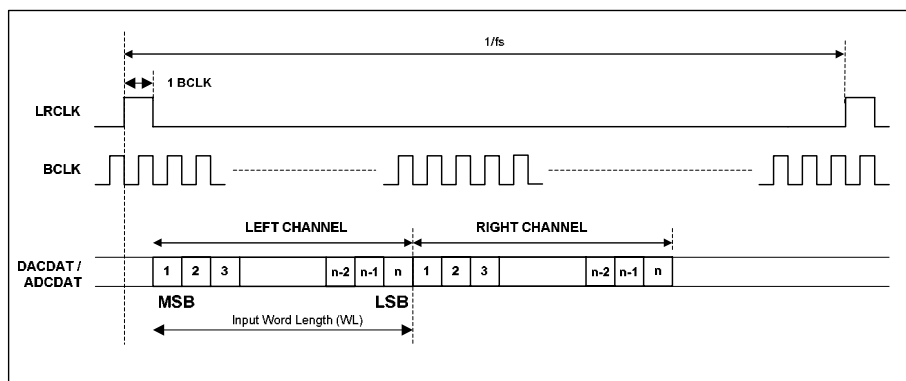 1/fs
1 BCLK
LRCLK
BCLK
LEFT CHANNEL RIGHT CHANNEL
DACDAT / ADCDAT
1 2 3 n-2 n-1 n 1 2 3 n-2 n-1 n
MSB LSB
Input Word Length (WL)